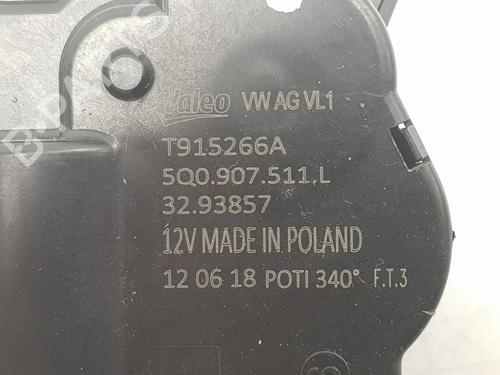 Valeo VW AG VL1
T915266A
5Q0.907.511.L
32.93857
12V MADE IN POLAND
12 06 18 POTI 340° F.T.3
B-PARTS